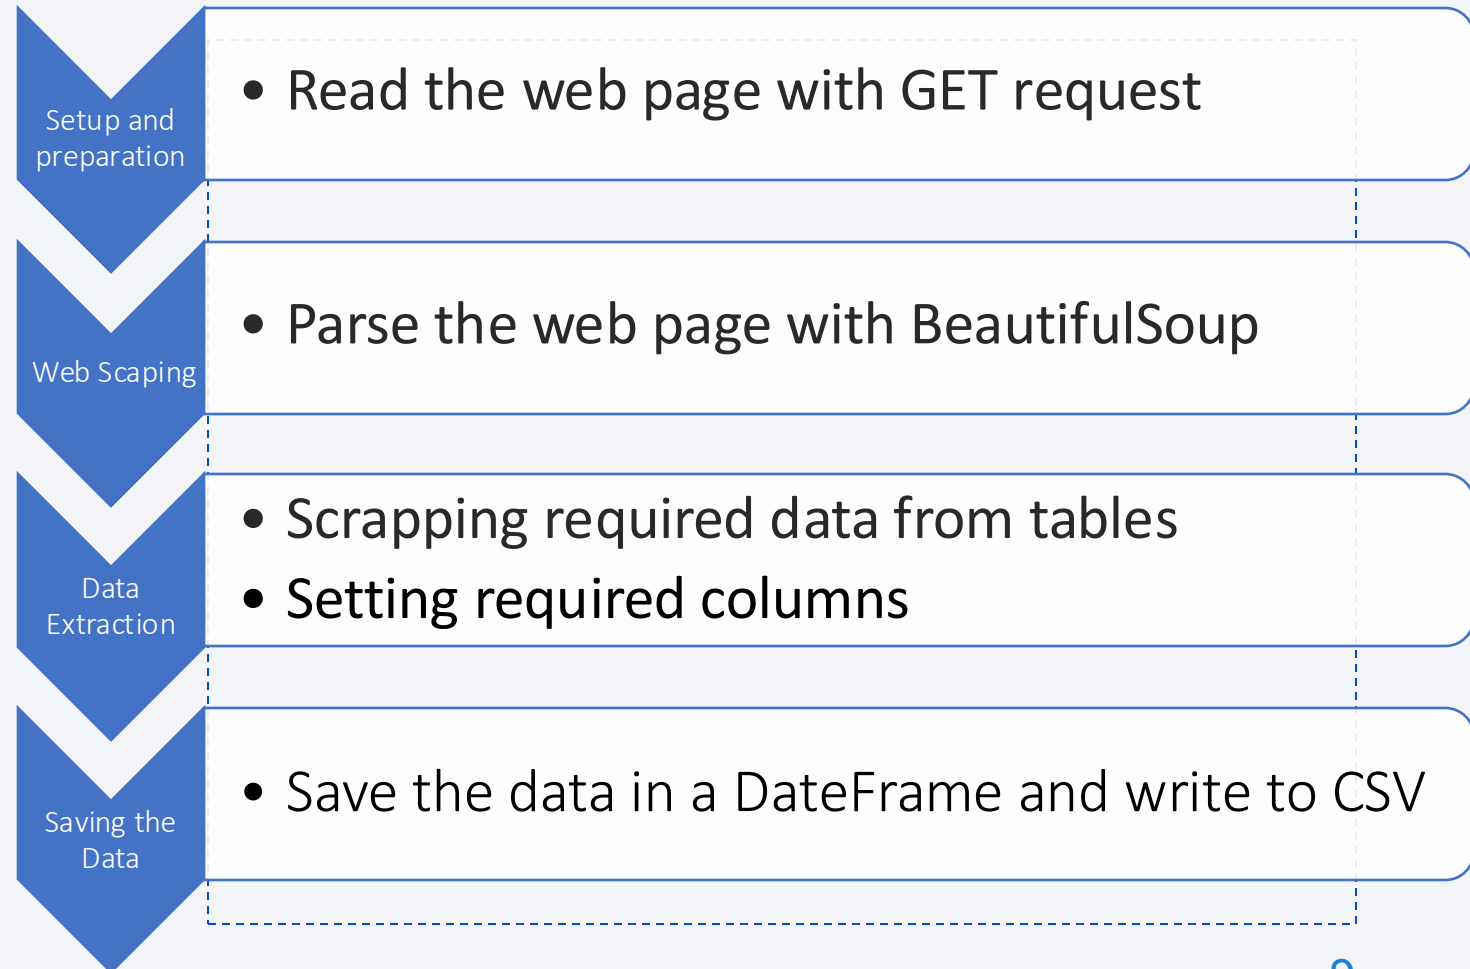 Setup and
preparation
• Read the web page with GET request
Web Scaping
• Parse the web page with BeautifulSoup
Data
Extraction
• Scrapping required data from tables
• Setting required columns
Saving the
Data
• Save the data in a DateFrame and write to CSV